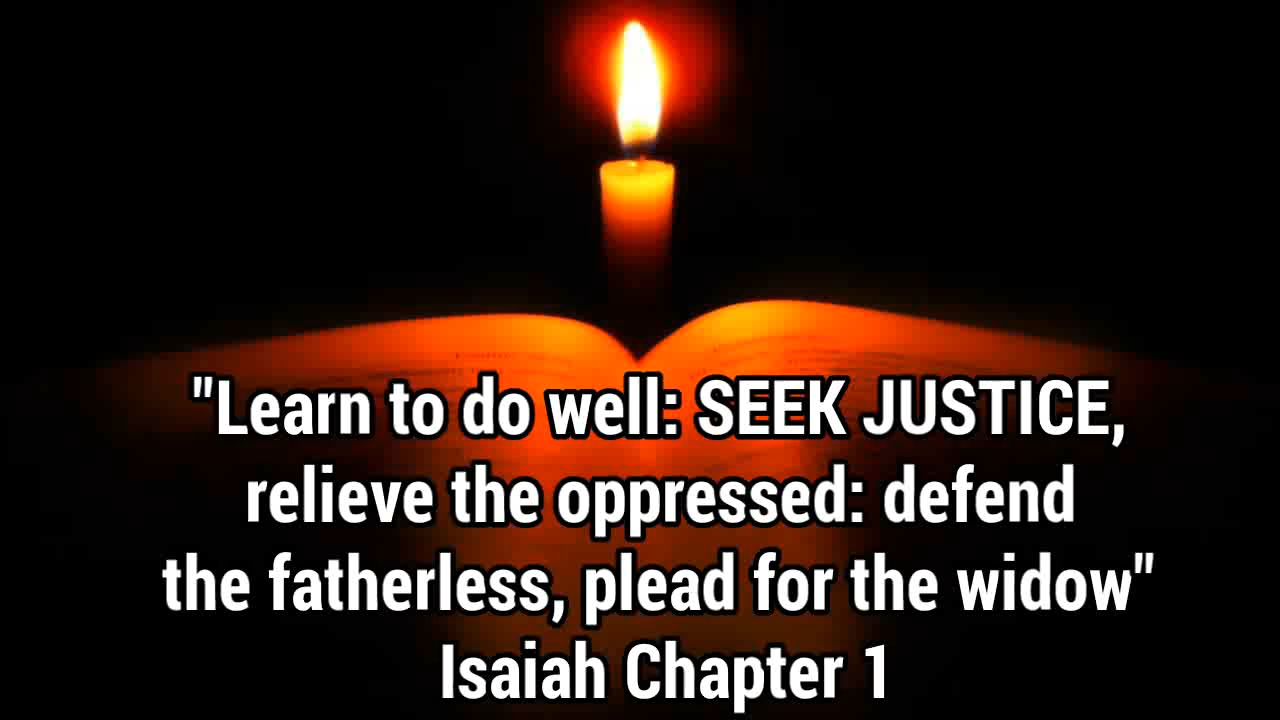 "Learn to do well: SEEK JUSTICE,
relieve the oppressed: defend
the fatherless, plead for the widow"
Isaiah Chapter 1